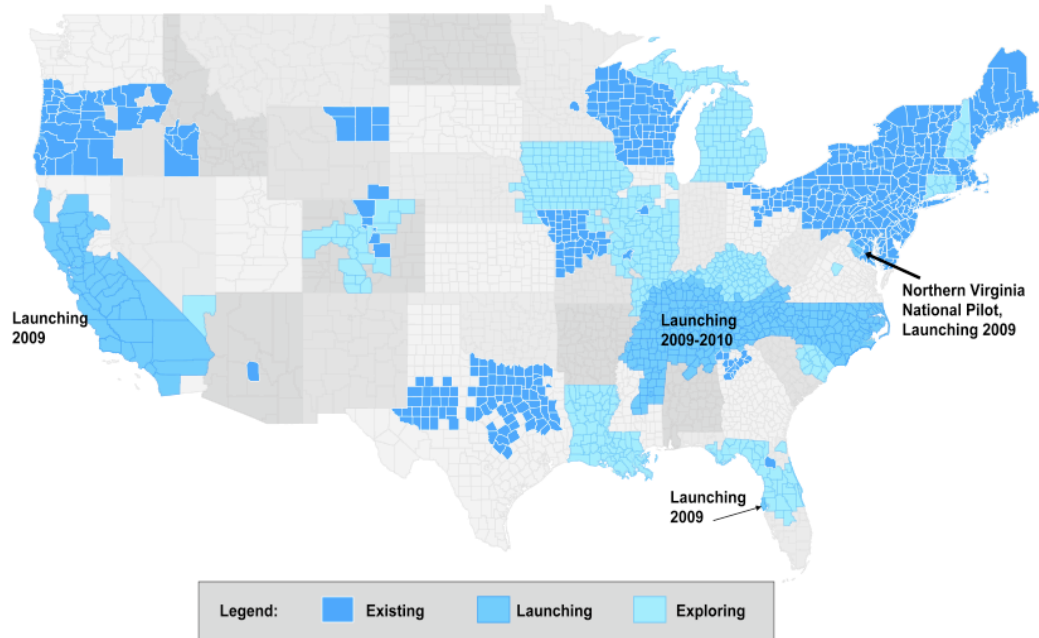 Launching
2009
Launching
2009-2010
Northern Virginia
National Pilot,
Launching 2009
Launching
2009
Legend:
Existing
Launching
Exploring